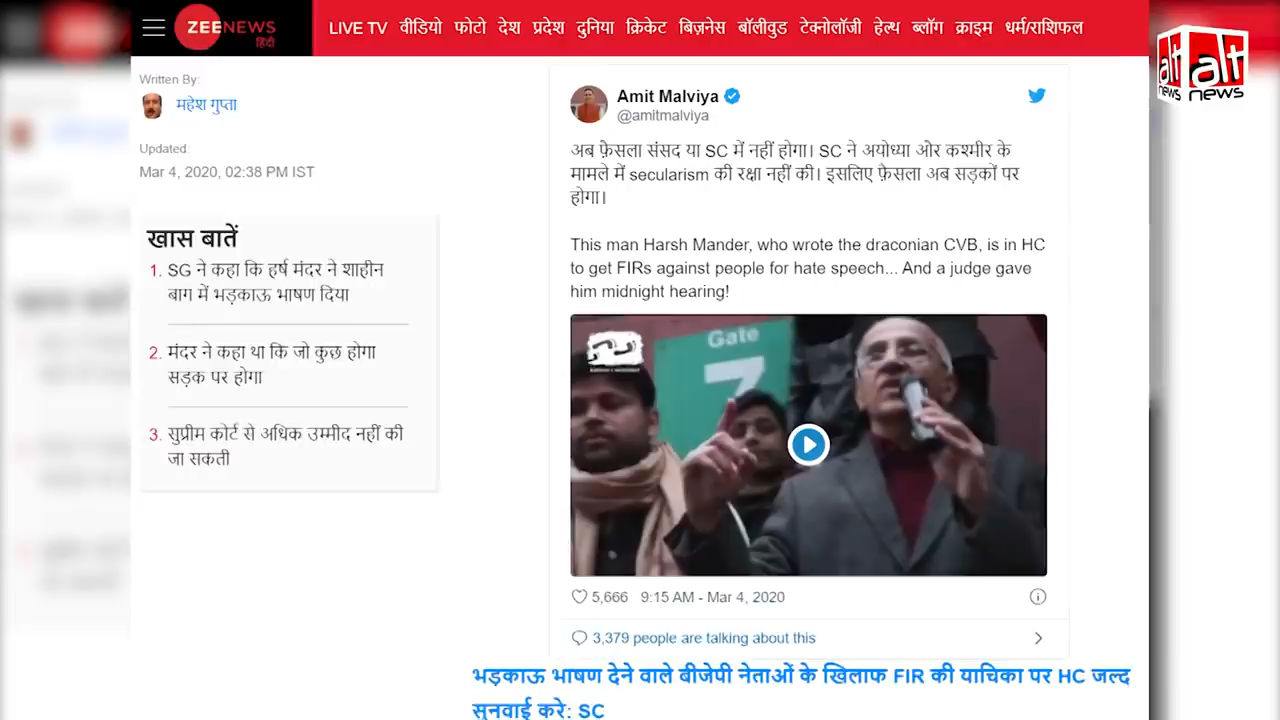 ZEE NEWS
हिंदी
LIVE TV वीडियो फोटो देश प्रदेश दुनिया क्रिकेट बिज़नेस बॉलीवुड टेक्नोलॉजी हेल्थ ब्लॉग क्राइम धर्म/राशिफल
alt alt
news news
Written By:
महेश गुप्ता
Updated:
Mar 4, 2020, 02:38 PM IST
खास बातें
1. SG ने कहा कि हर्ष मंदर ने शाहीन
बाग में भड़काऊ भाषण दिया
2. मंदर ने कहा था कि जो कुछ होगा
सड़क पर होगा
3. सुप्रीम कोर्ट से अधिक उम्मीद नहीं की
जा सकती
Amit Malviya
@amitmalviya
अब फ़ैसला संसद या SC में नहीं होगा। SC ने अयोध्या और कश्मीर के
मामले में secularism की रक्षा नहीं की। इसलिए फ़ैसला अब सड़कों पर
होगा।
This man Harsh Mander, who wrote the draconian CVB, is in HC
to get FIRs against people for hate speech... And a judge gave
him midnight hearing!
Gate
7
5,666 9:15 AM - Mar 4, 2020
3,379 people are talking about this
भड़काऊ भाषण देने वाले बीजेपी नेताओं के खिलाफ FIR की याचिका पर HC जल्द
सुनवाई करे: SC